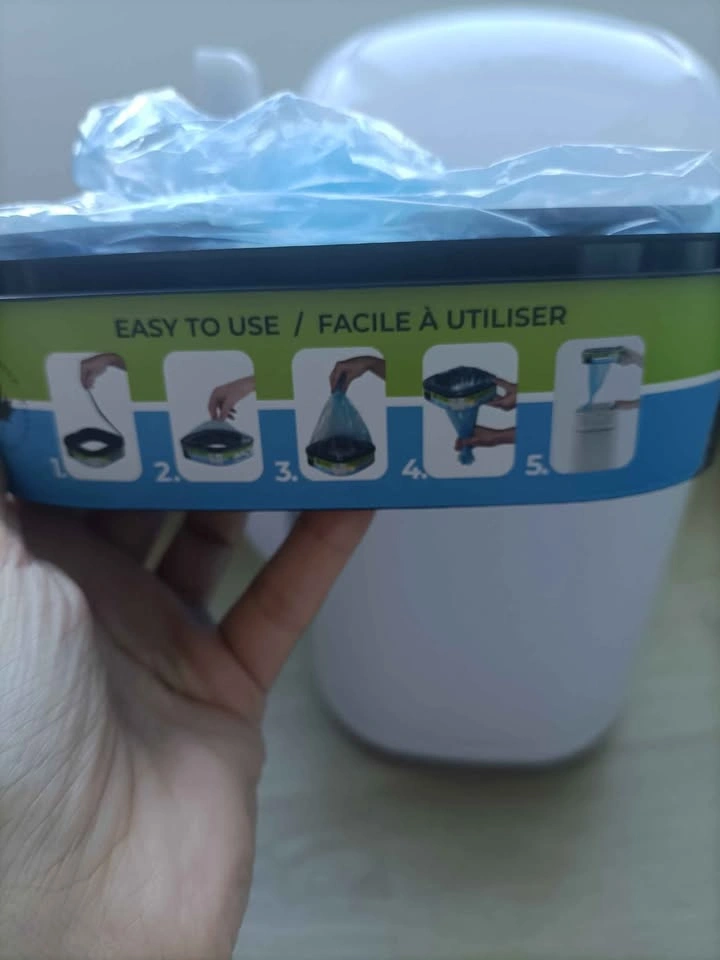 EASY TO USE / FACILE À UTILISER
1. 2. 3. 4. 5.